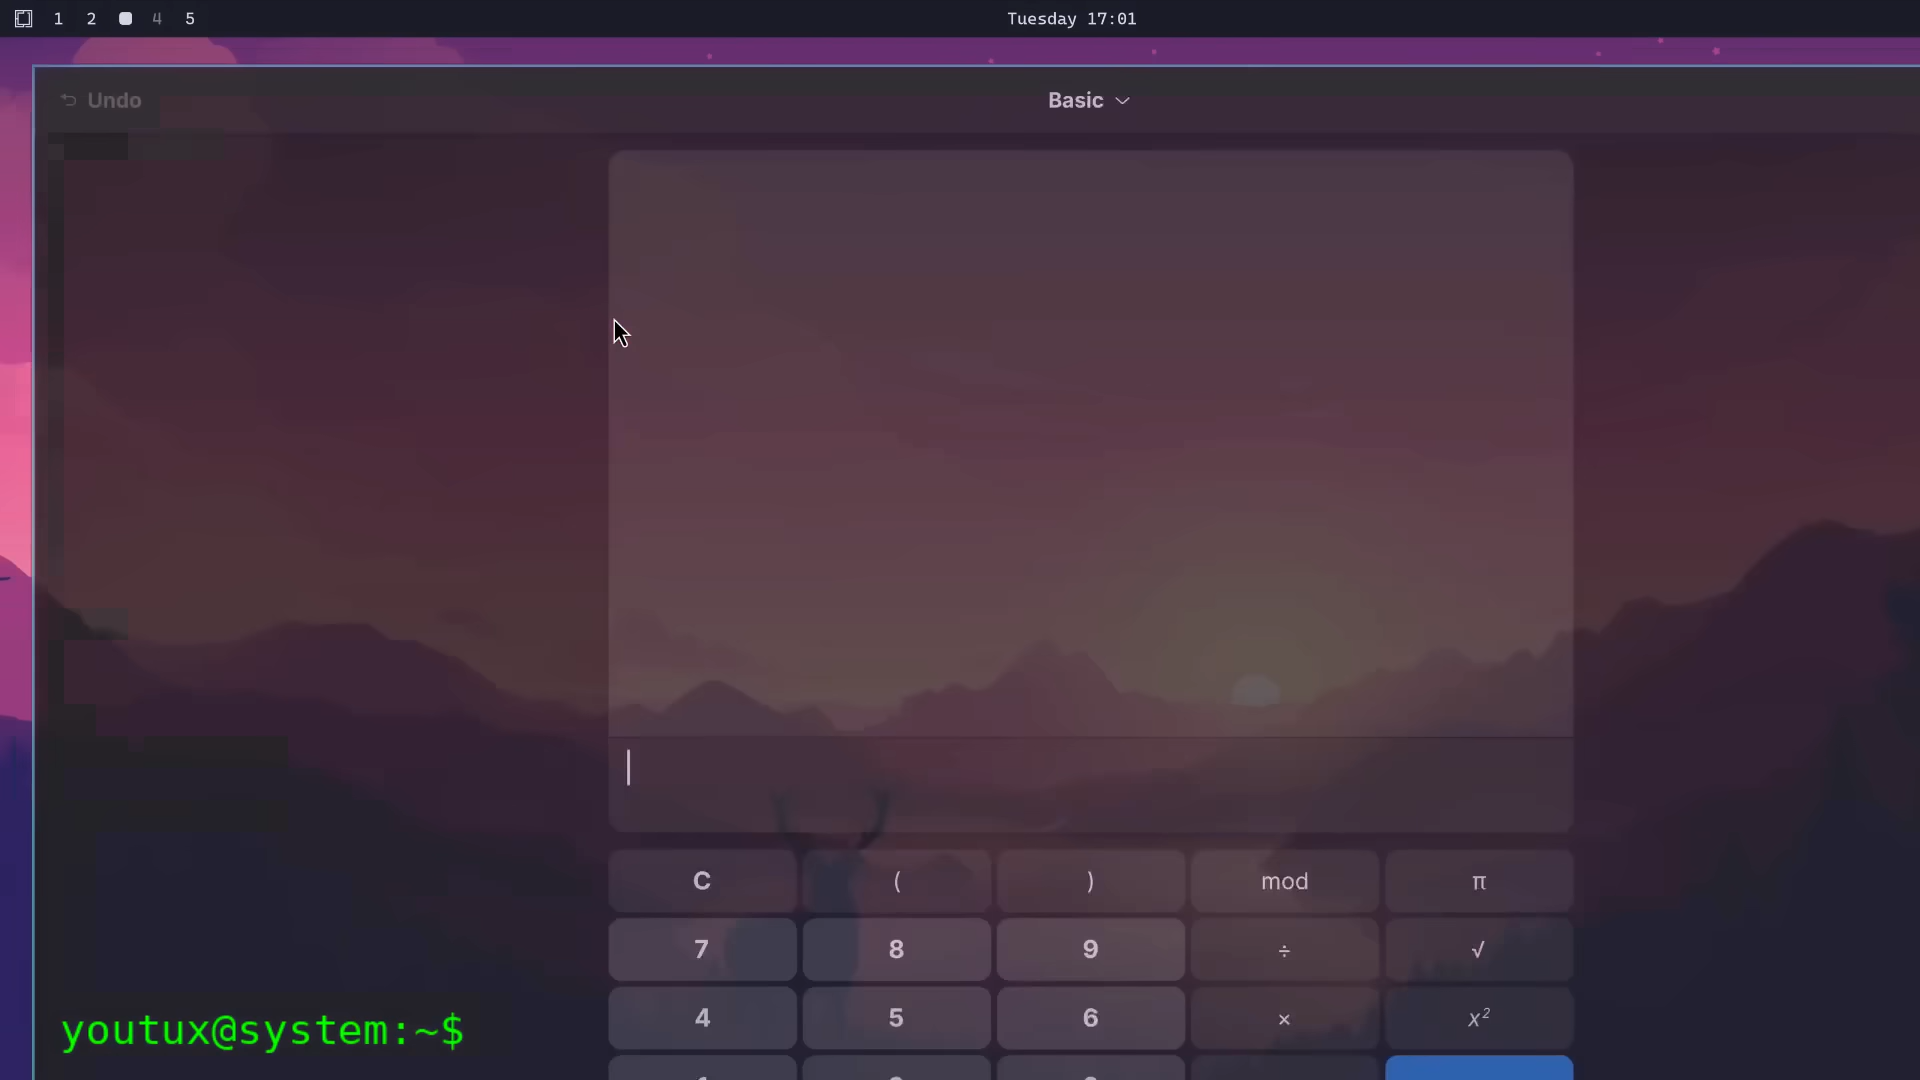 1 2 4 5
Tuesday 17:01
Undo
Basic
C ( ) mod π
7 8 9 ÷ √
4 5 6 × x²
youtux@system:~$